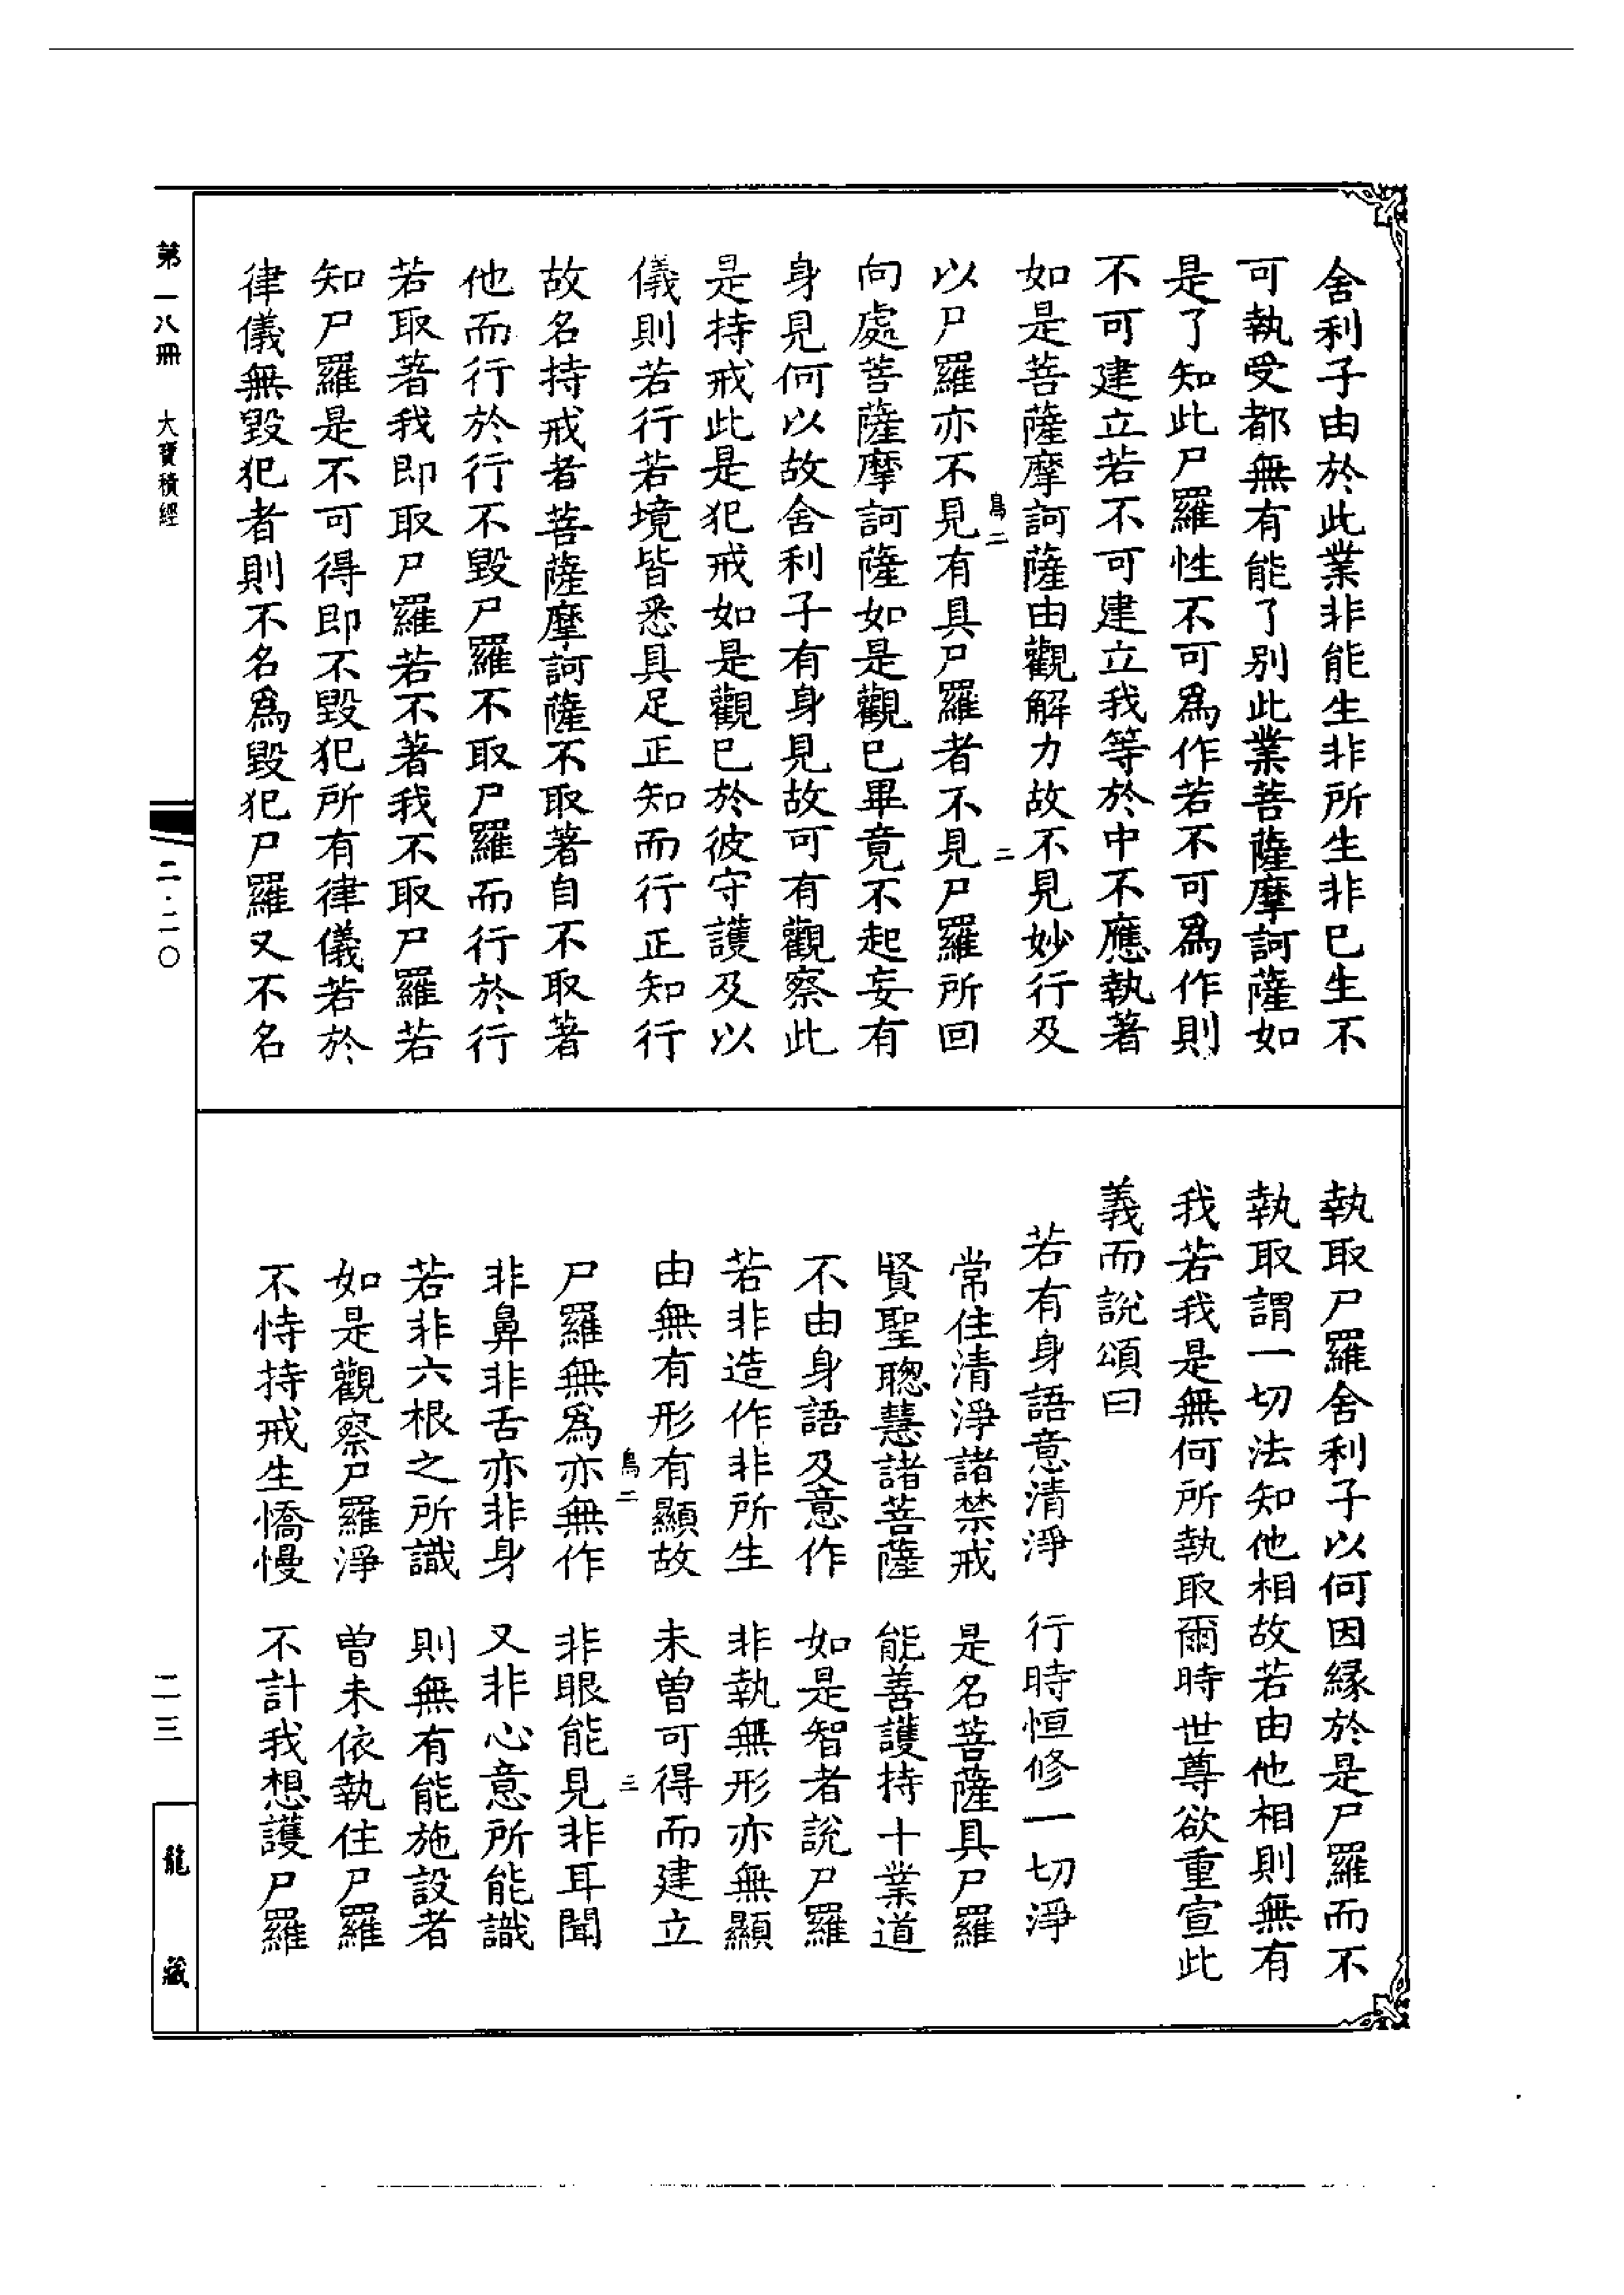 舍利子由於此業非能生非所生非已生不
可執受都無有能了別此業菩薩摩訶薩如
是了知此尸羅性不可爲作若不可爲作則
不可建立若不可建立我等於中不應執著
如是菩薩摩訶薩由觀解力故不見妙行及
鳥二
二
以尸羅亦不見有具尸羅者不見尸羅所回
向處菩薩摩訶薩如是觀已畢竟不起妄有
身見何以故舍利子有身見故可有觀察此
是持戒此是犯戒如是觀已於彼守護及以
儀則若行若境皆悉具足正知而行正知行
故名持戒者菩薩摩訶薩不取著自不取著
他而行於行不毀尸羅不取尸羅而行於行
若取著我即取尸羅若不著我不取尸羅若
知尸羅是不可得即不毀犯所有律儀若於
律儀無毀犯者則不名爲毀犯尸羅又不名
執取尸羅舍利子以何因緣於是尸羅而不
執取謂一切法知他相故若由他相則無有
我若我是無何所執取爾時世尊欲重宣此
義而說頌曰
若有身語意清淨 行時恒修一切淨
常住清淨諸禁戒 是名菩薩具尸羅
賢聖聰慧諸菩薩 能善護持十業道
不由身語及意作 如是智者說尸羅
若非造作非所生 非執無形亦無顯
由無有形有顯故 未曾可得而建立
鳥二
三
尸羅無爲亦無作 非眼能見非耳聞
非鼻非舌亦非身 又非心意所能識
若非六根之所識 則無有能施設者
如是觀察尸羅淨 曾未依執住尸羅
不恃持戒生憍慢 不計我想護尸羅
第一八冊 大寶積經
二·二〇
二三
龍藏